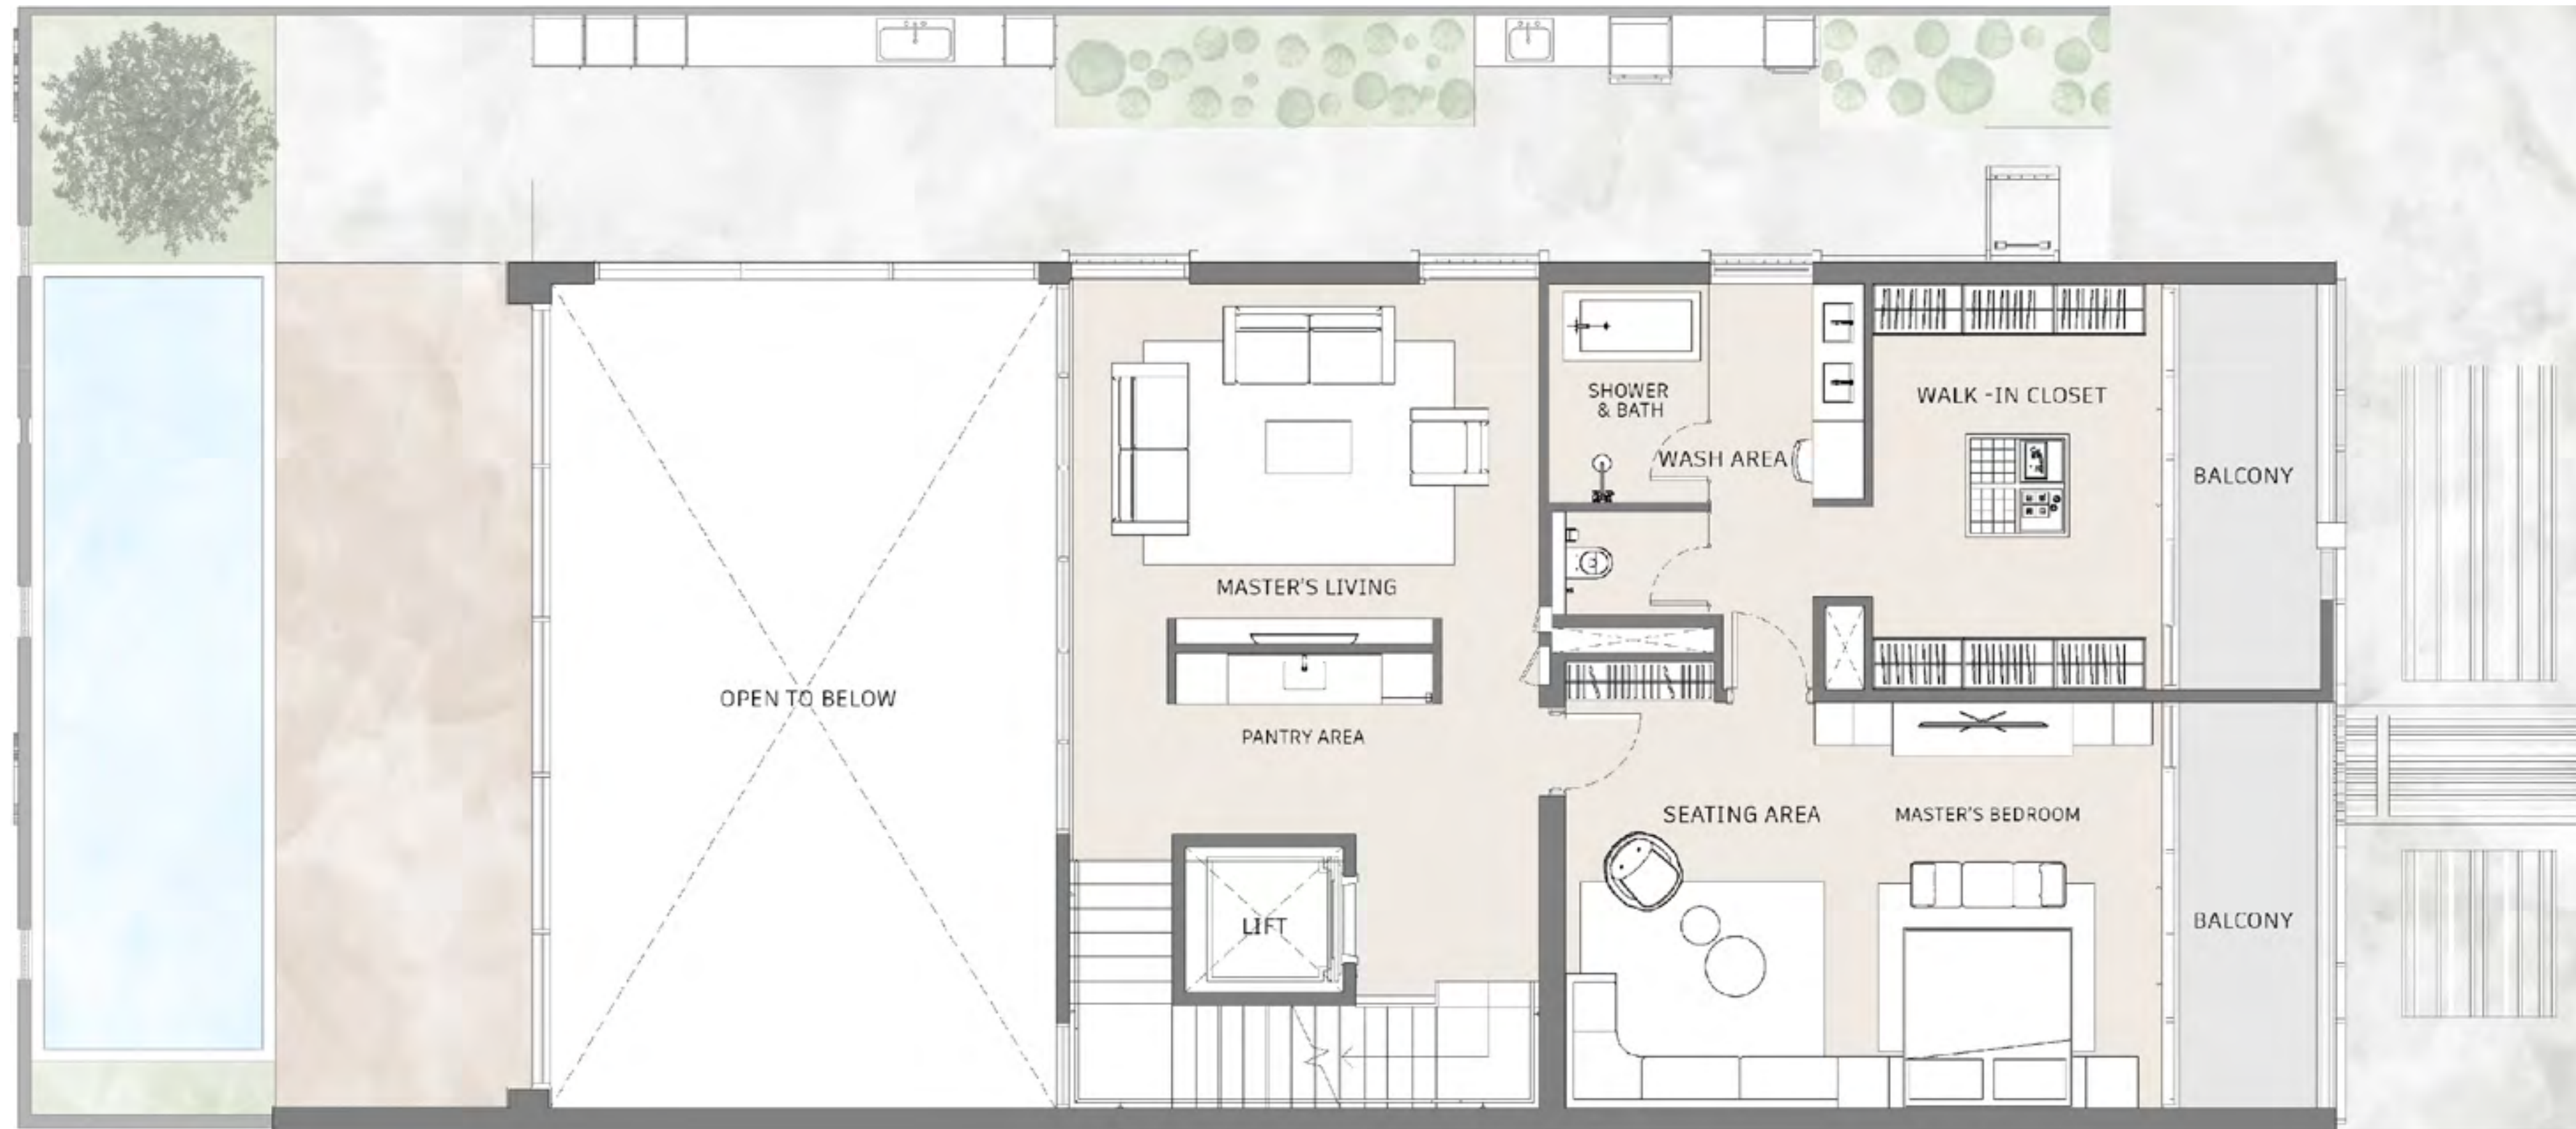 SHOWER
& BATH
WALK -IN CLOSET
WASH AREA
BALCONY
MASTER'S LIVING
OPEN TO BELOW
PANTRY AREA
SEATING AREA
MASTER'S BEDROOM
LIFT
BALCONY